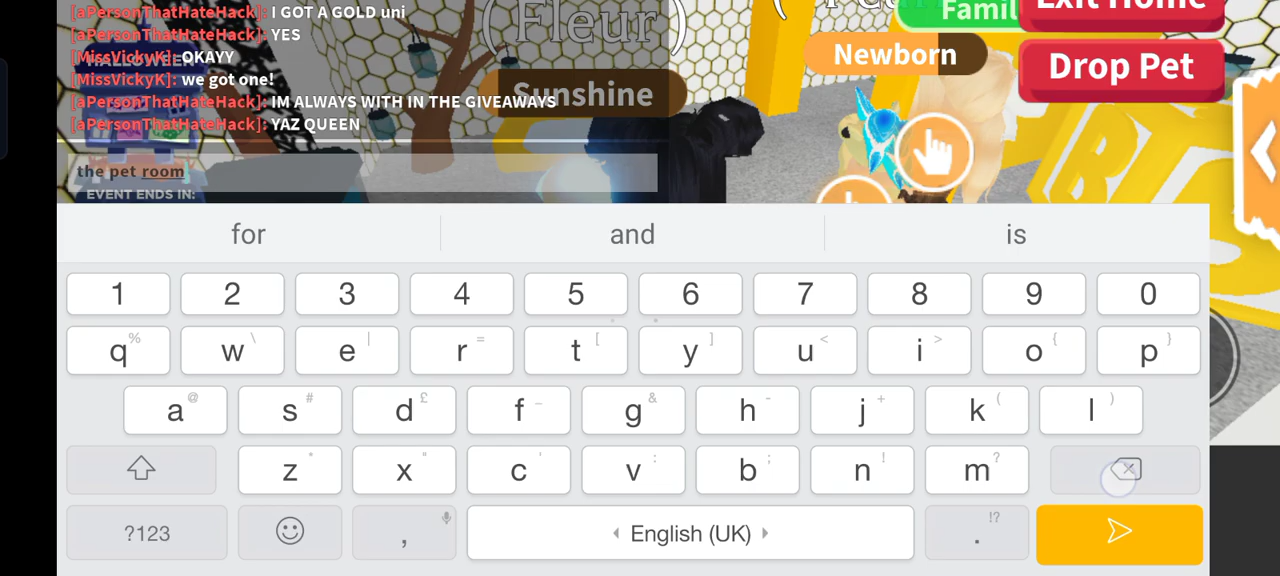 [aPersonThatHateHack]: I GOT A GOLD uni
[aPersonThatHateHack]: YES
[MissVickyK]: OKAYY
HALLOWEEN
[MissVickyK]: we got one!
[aPersonThatHateHack]: IM ALWAYS WITH IN THE GIVEAWAYS
[aPersonThatHateHack]: YAZ QUEEN
(Fleur)
Sunshine
Newborn
Famil
Exit Home
Drop Pet
the pet room
EVENT ENDS IN:
for and is
1 2 3 4 5 6 7 8 9 0
q % w \ e | r = t [ y ] u < i > o { p }
a @ s # d £ f _ g & h - j + k ( l )
z * x " c ' v : b ; n ! m ?
?123 , English (UK) . !?